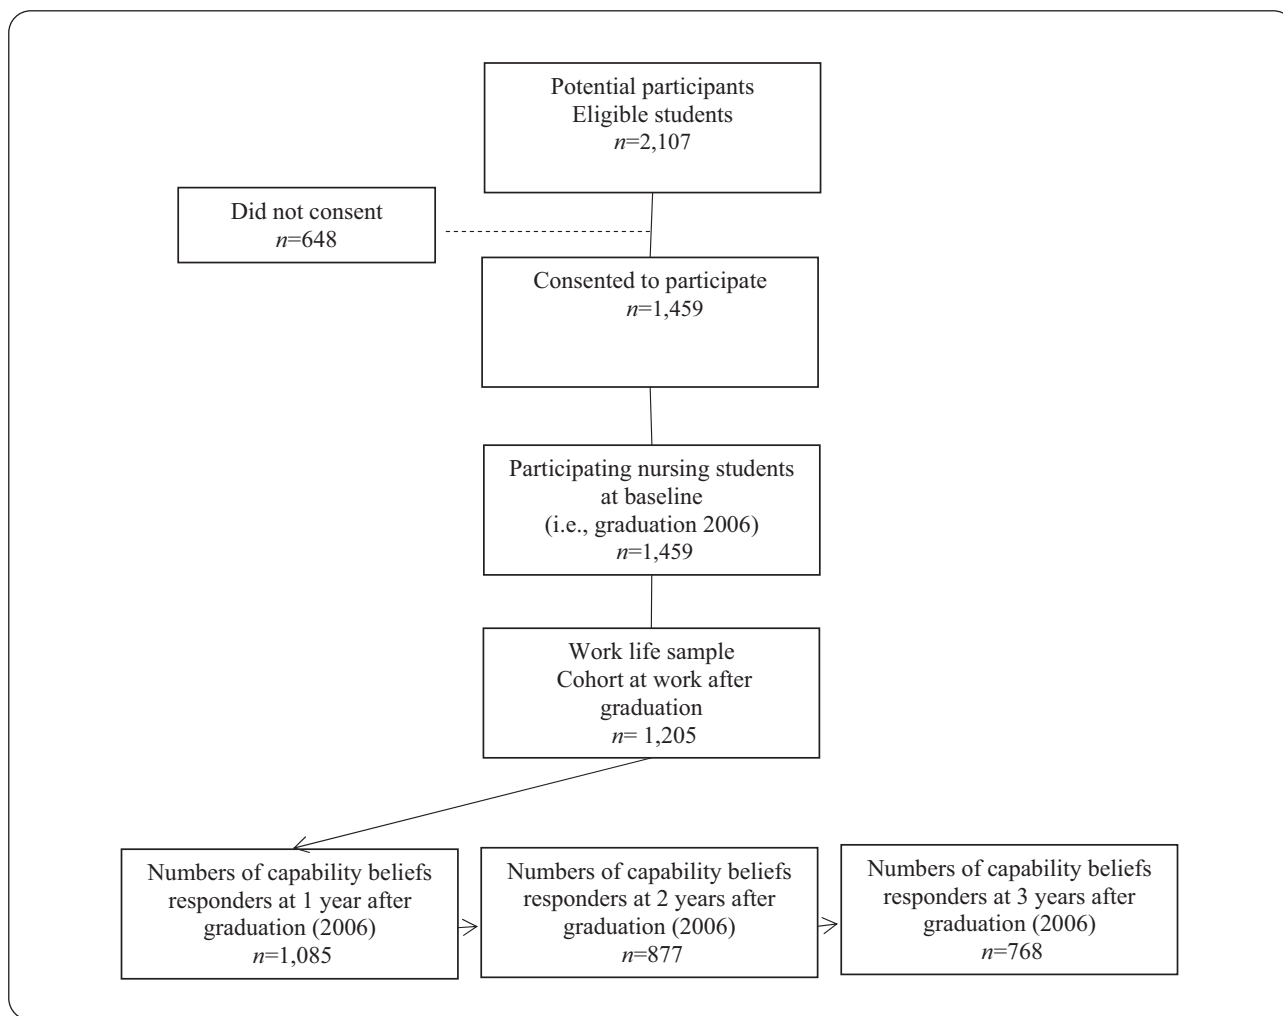 Potential participants
Eligible students
n=2,107
Did not consent
n=648
Consented to participate
n=1,459
Participating nursing students
at baseline
(i.e., graduation 2006)
n=1,459
Work life sample
Cohort at work after
graduation
n= 1,205
Numbers of capability beliefs
responders at 1 year after
graduation (2006)
n=1,085
Numbers of capability beliefs
responders at 2 years after
graduation (2006)
n=877
Numbers of capability beliefs
responders at 3 years after
graduation (2006)
n=768